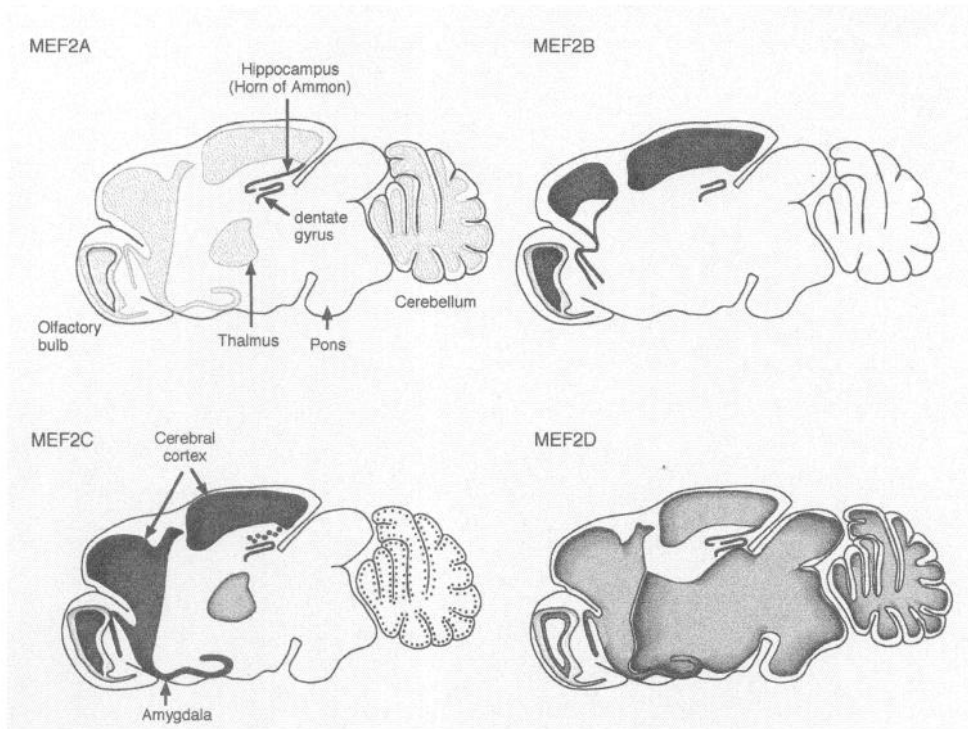 MEF2A
MEF2B
Hippocampus
(Horn of Ammon)
dentate
gyrus
Cerebellum
Olfactory
bulb
Thalmus
Pons
MEF2C
Cerebral
cortex
MEF2D
Amygdala